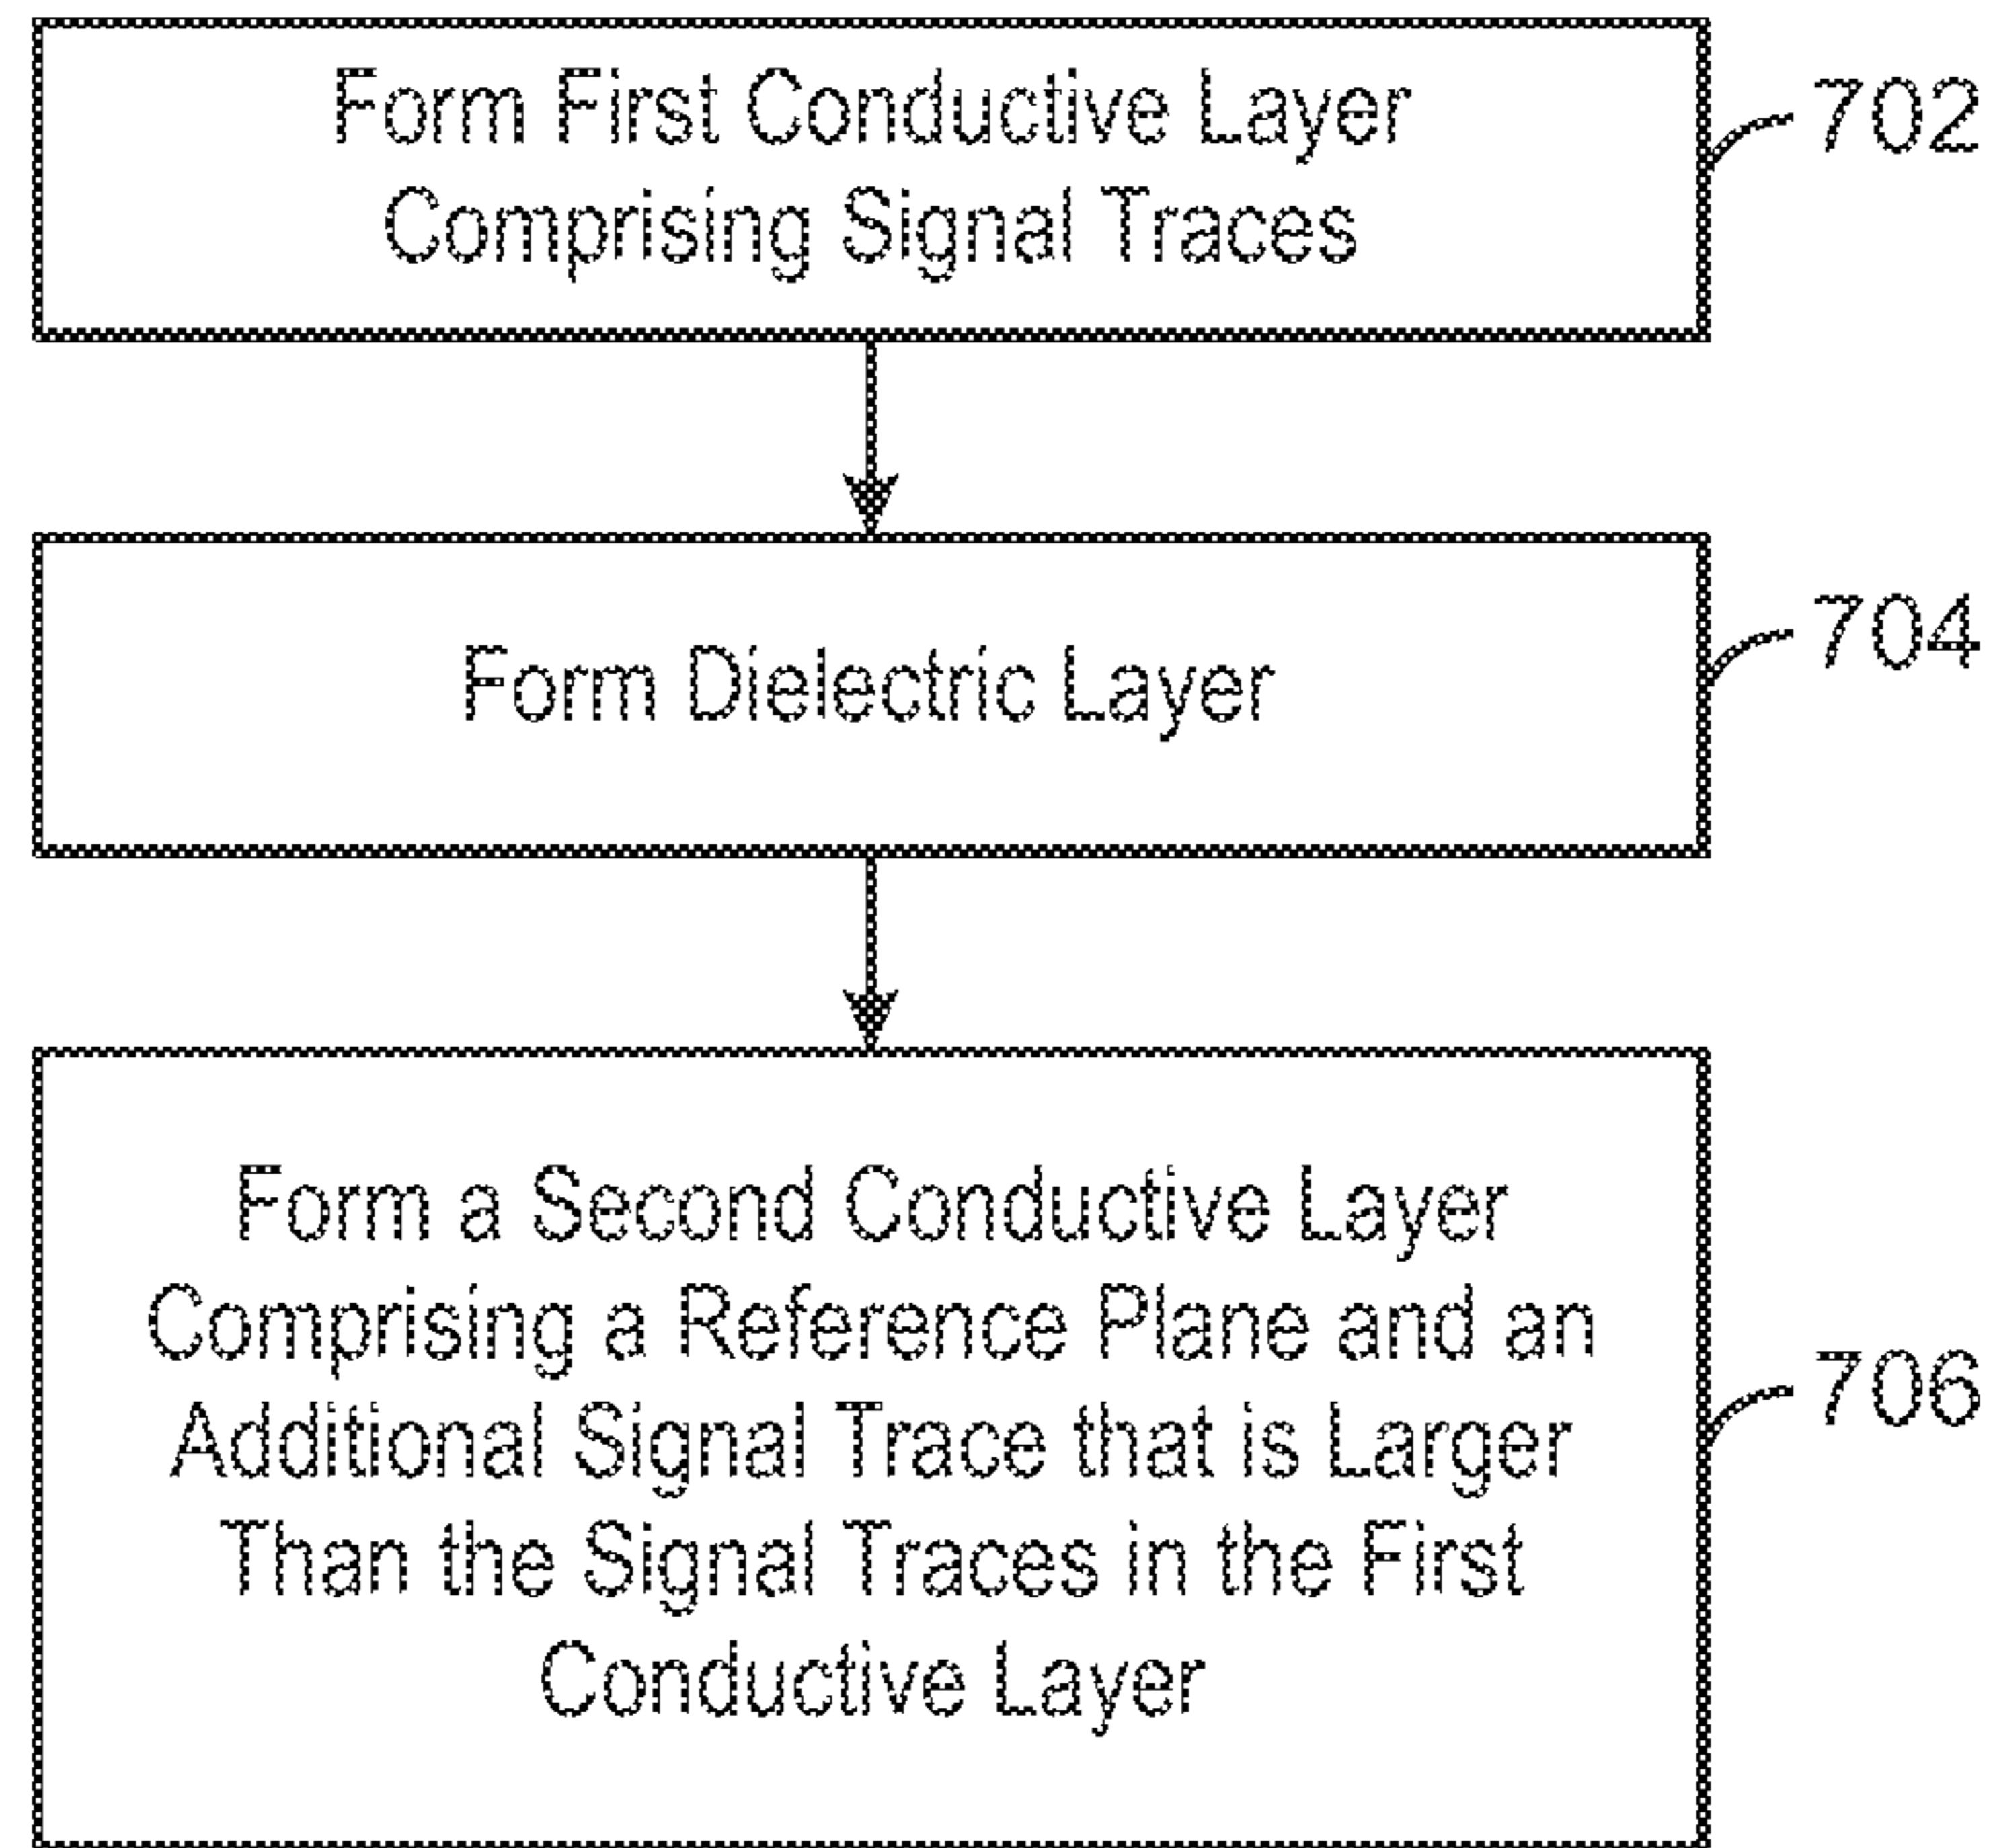 Form First Conductive Layer
Comprising Signal Traces
702
Form Dielectric Layer
704
Form a Second Conductive Layer
Comprising a Reference Plane and an
Additional Signal Trace that is Larger
Than the Signal Traces in the First
Conductive Layer
706